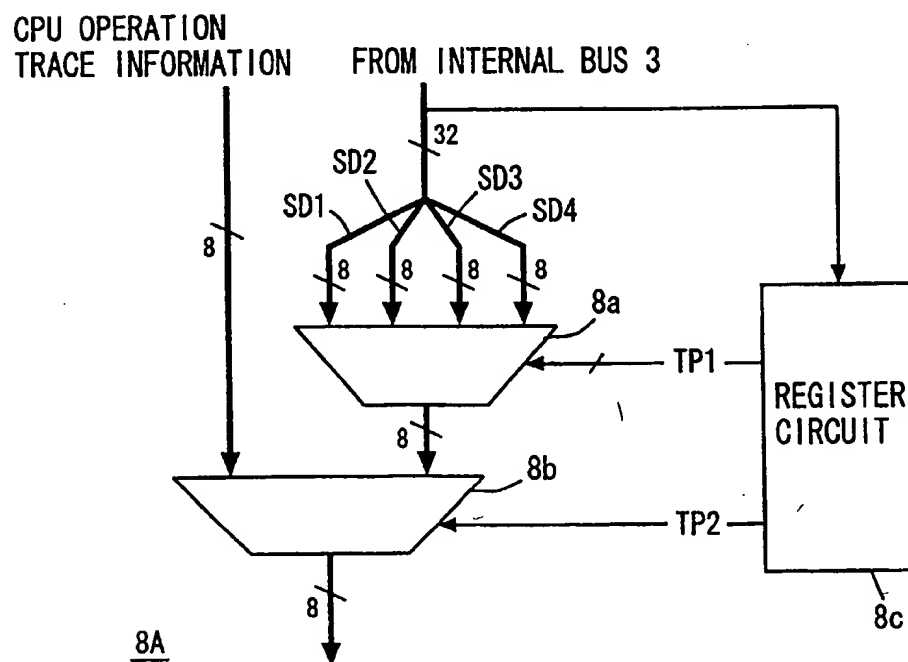 CPU OPERATION
TRACE INFORMATION
FROM INTERNAL BUS 3
32
SD1
SD2
SD3
SD4
8
8
8
8
8
8a
TP1
REGISTER
CIRCUIT
8
8b
TP2
8
8c
8A